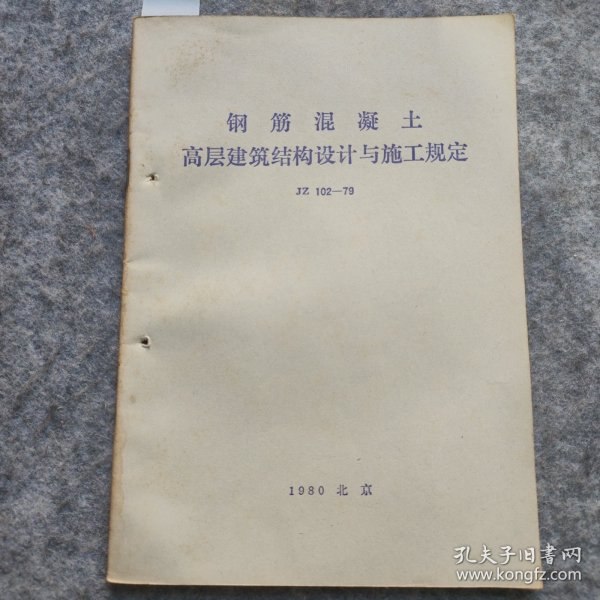 钢筋混凝土
高层建筑结构设计与施工规定
JZ 102—79
1980 北京
孔夫子旧书网
www.kongfz.com